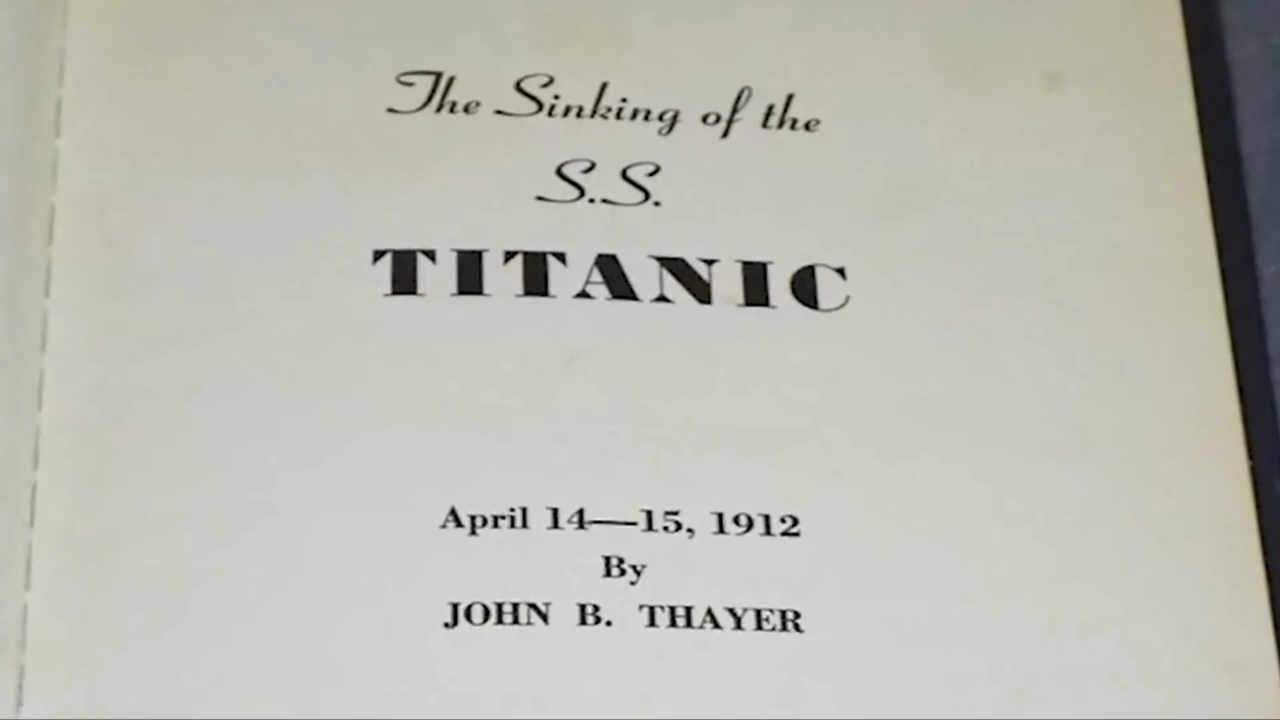 The Sinking of the
S.S.
TITANIC
April 14—15, 1912
By
JOHN B. THAYER